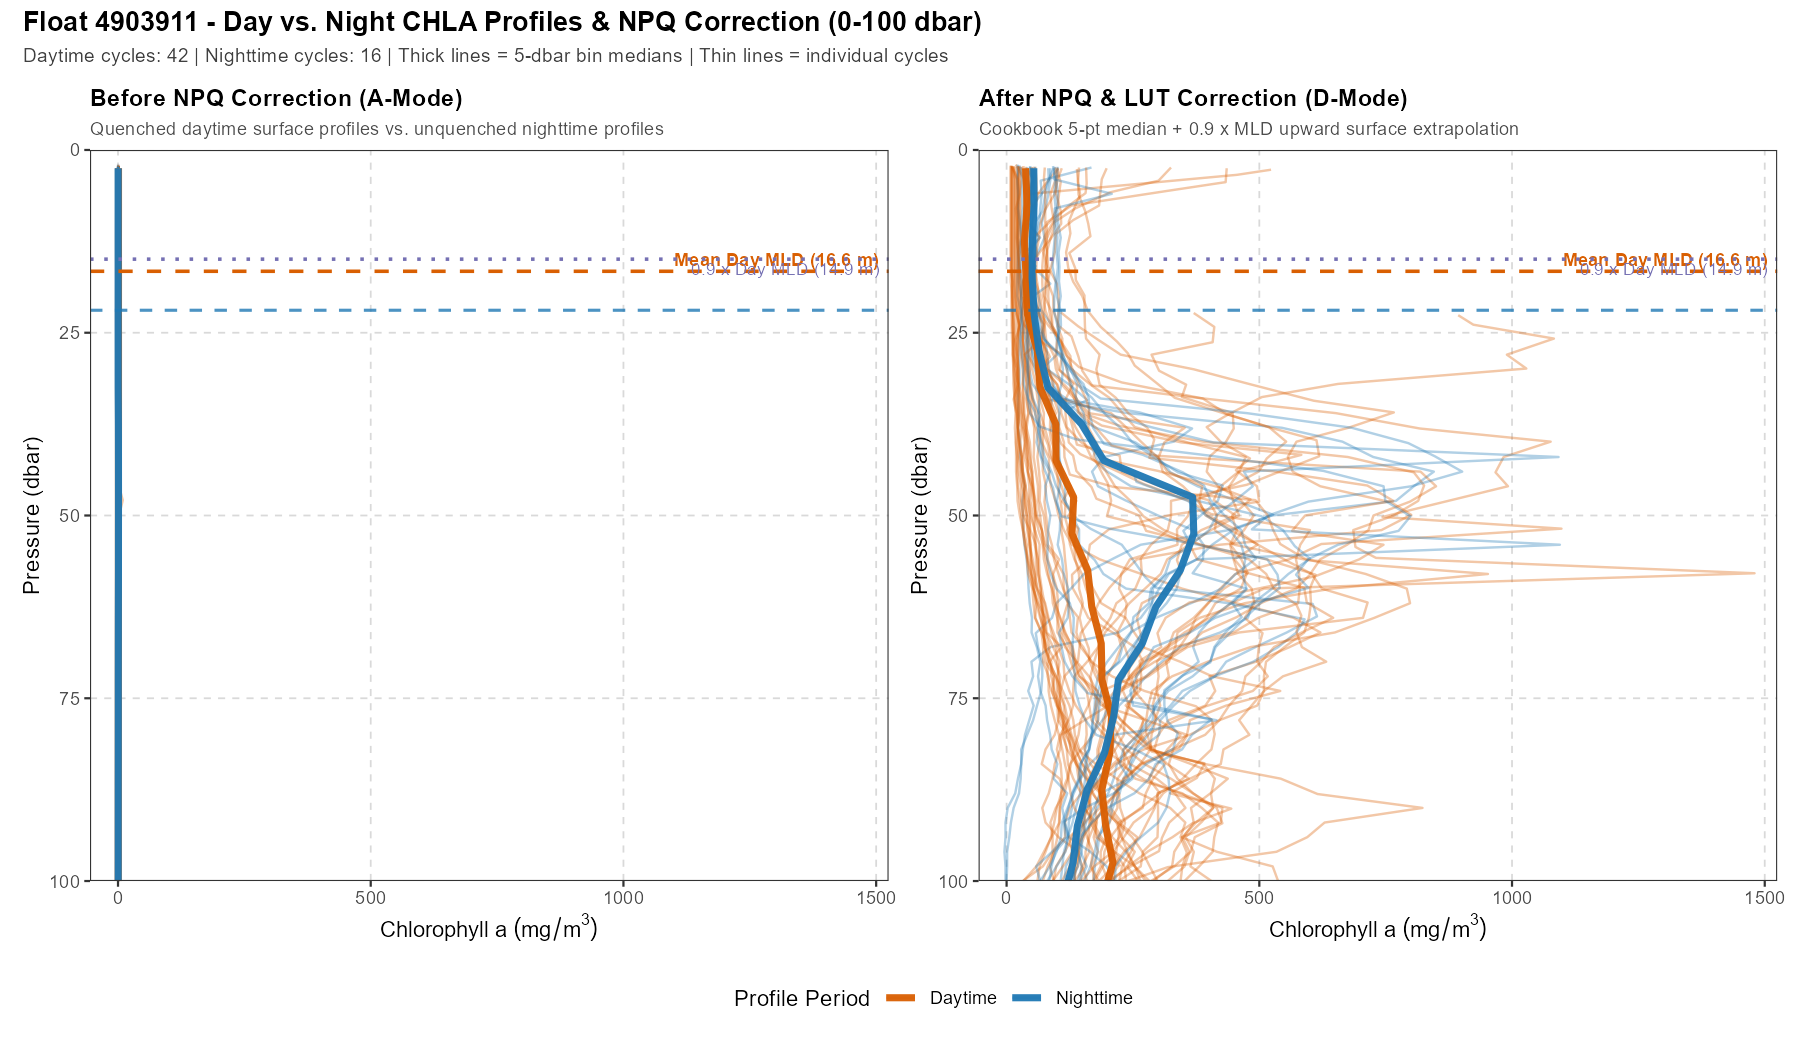 Float 4903911 - Day vs. Night CHLA Profiles & NPQ Correction (0-100 dbar)
Daytime cycles: 42 | Nighttime cycles: 16 | Thick lines = 5-dbar bin medians | Thin lines = individual cycles
Before NPQ Correction (A-Mode)
Quenched daytime surface profiles vs. unquenched nighttime profiles
0
25
50
75
100
Pressure (dbar)
Mean Day MLD (16.6 m)
0.9 x Day MLD (14.9 m)
0
500
1000
1500
Chlorophyll a (mg/m³)
After NPQ & LUT Correction (D-Mode)
Cookbook 5-pt median + 0.9 x MLD upward surface extrapolation
0
25
50
75
100
Pressure (dbar)
Mean Day MLD (16.6 m)
0.9 x Day MLD (14.9 m)
0
500
1000
1500
Chlorophyll a (mg/m³)
Profile Period
Daytime
Nighttime